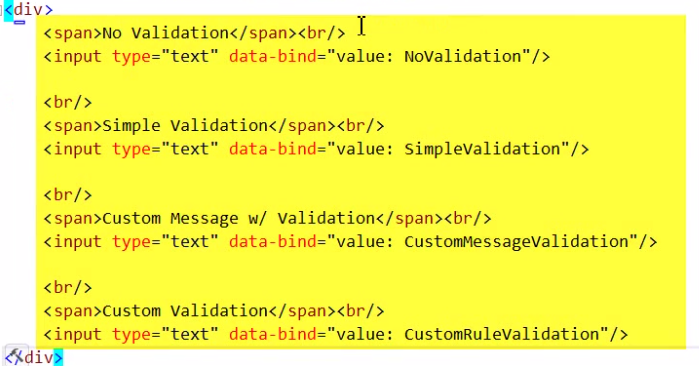 <div>
<span>No Validation</span><br/>
<input type="text" data-bind="value: NoValidation"/>
<br/>
<span>Simple Validation</span><br/>
<input type="text" data-bind="value: SimpleValidation"/>
<br/>
<span>Custom Message w/ Validation</span><br/>
<input type="text" data-bind="value: CustomMessageValidation"/>
<br/>
<span>Custom Validation</span><br/>
<input type="text" data-bind="value: CustomRuleValidation"/>
</div>